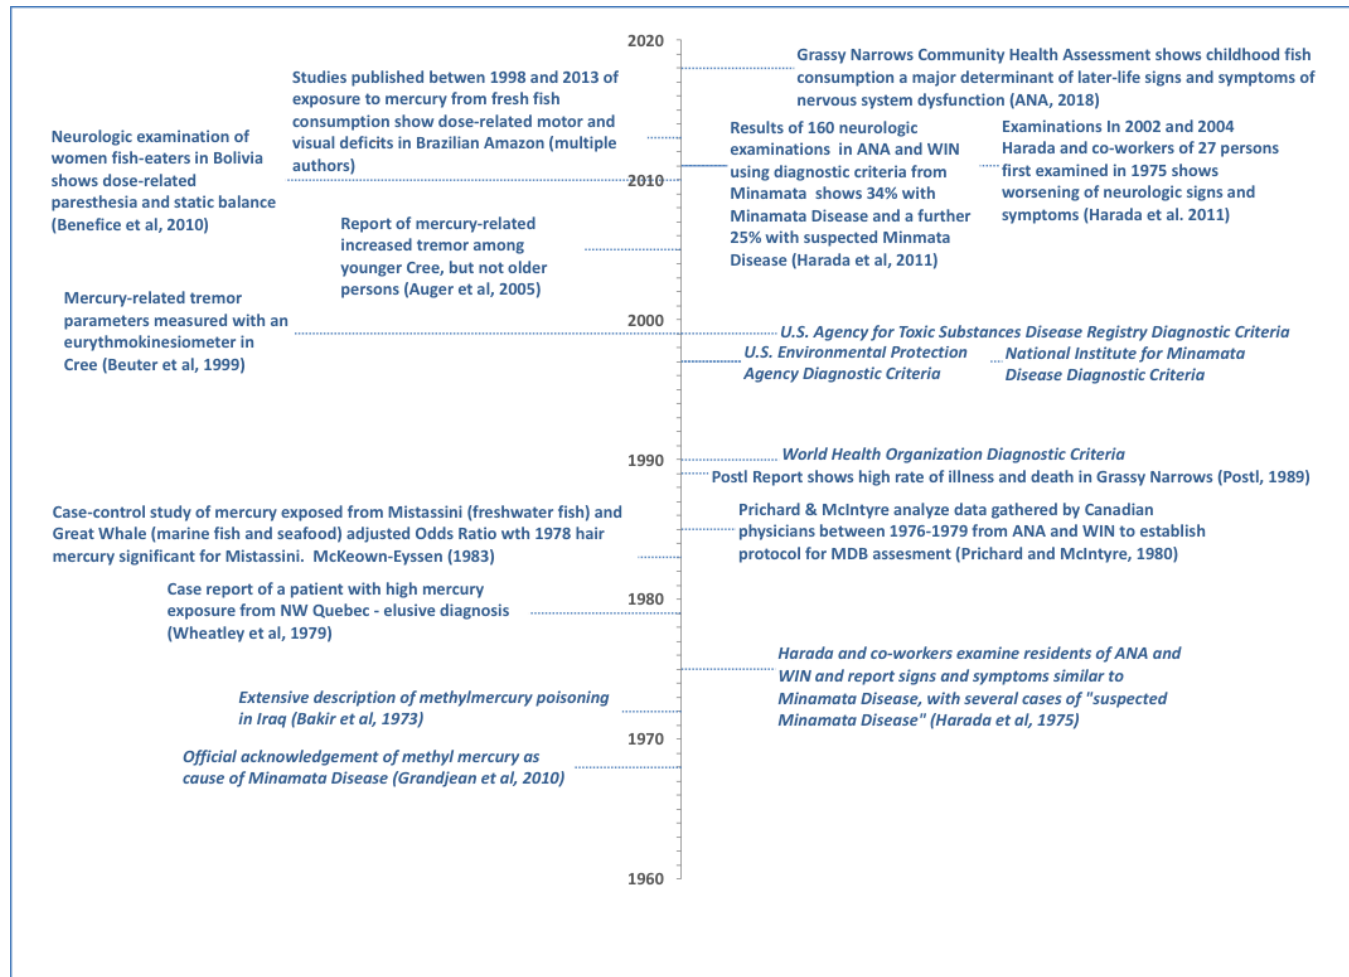 2020
Grassy Narrows Community Health Assessment shows childhood fish
consumption a major determinant of later-life signs and symptoms of
nervous system dysfunction (ANA, 2018)
Studies published betwen 1998 and 2013 of
exposure to mercury from fresh fish
consumption show dose-related motor and
visual deficits in Brazilian Amazon (multiple
authors)
Results of 160 neurologic
examinations in ANA and WIN
using diagnostic criteria from
Minamata shows 34% with
Minamata Disease and a further
25% with suspected Minmata
Disease (Harada et al, 2011)
Examinations In 2002 and 2004
Harada and co-workers of 27 persons
first examined in 1975 shows
worsening of neurologic signs and
symptoms (Harada et al. 2011)
Neurologic examination of
women fish-eaters in Bolivia
shows dose-related
paresthesia and static balance
(Benefice et al, 2010)
2010
Report of mercury-related
increased tremor among
younger Cree, but not older
persons (Auger et al, 2005)
Mercury-related tremor
parameters measured with an
eurythmokinesiometer in
Cree (Beuter et al, 1999)
2000
U.S. Agency for Toxic Substances Disease Registry Diagnostic Criteria
U.S. Environmental Protection
Agency Diagnostic Criteria
National Institute for Minamata
Disease Diagnostic Criteria
1990
World Health Organization Diagnostic Criteria
Postl Report shows high rate of illness and death in Grassy Narrows (Postl, 1989)
Case-control study of mercury exposed from Mistassini (freshwater fish) and
Great Whale (marine fish and seafood) adjusted Odds Ratio wth 1978 hair
mercury significant for Mistassini. McKeown-Eyssen (1983)
Prichard & McIntyre analyze data gathered by Canadian
physicians between 1976-1979 from ANA and WIN to establish
protocol for MDB assesment (Prichard and McIntyre, 1980)
1980
Case report of a patient with high mercury
exposure from NW Quebec - elusive diagnosis
(Wheatley et al, 1979)
Harada and co-workers examine residents of ANA and
WIN and report signs and symptoms similar to
Minamata Disease, with several cases of "suspected
Minamata Disease" (Harada et al, 1975)
Extensive description of methylmercury poisoning
in Iraq (Bakir et al, 1973)
1970
Official acknowledgement of methyl mercury as
cause of Minamata Disease (Grandjean et al, 2010)
1960